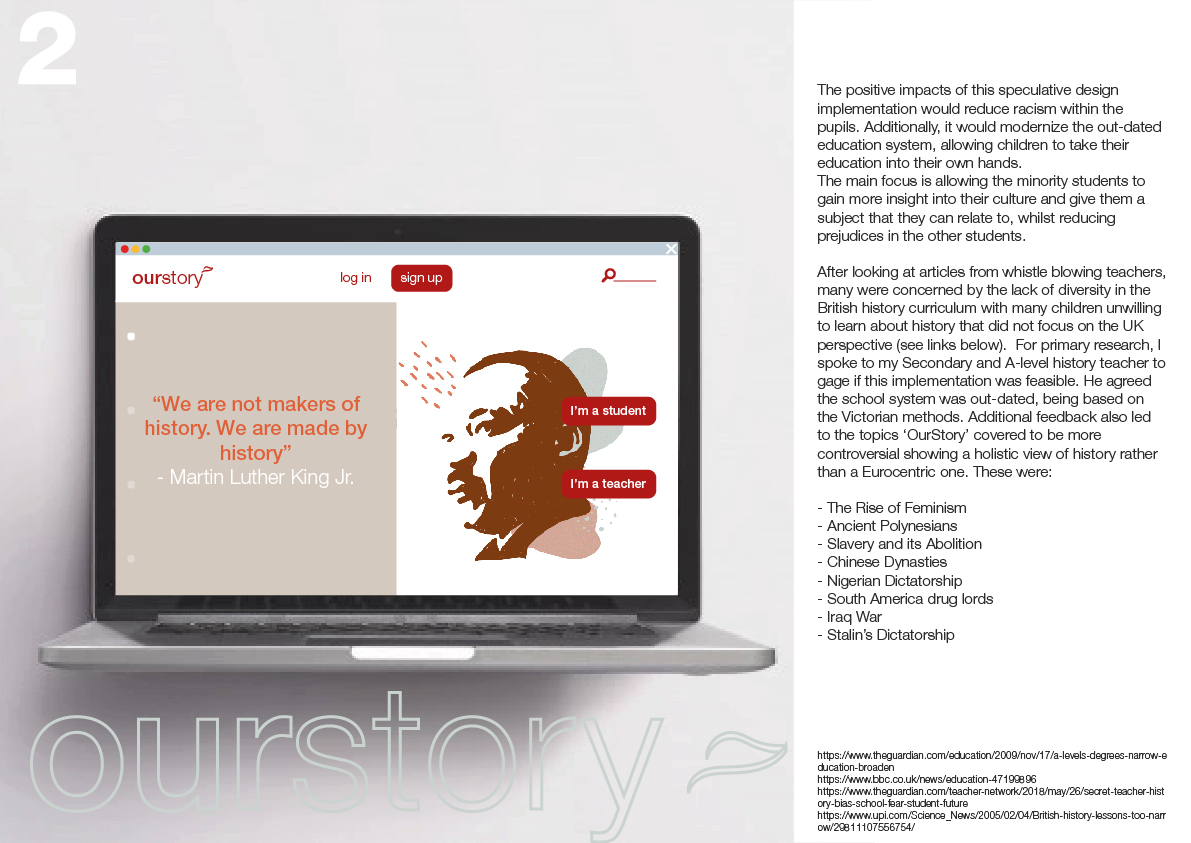 2
ourstory
log in
sign up
“We are not makers of
history. We are made by
history”
- Martin Luther King Jr.
I’m a student
I’m a teacher
ourstory
The positive impacts of this speculative design
implementation would reduce racism within the
pupils. Additionally, it would modernize the out-dated
education system, allowing children to take their
education into their own hands.
The main focus is allowing the minority students to
gain more insight into their culture and give them a
subject that they can relate to, whilst reducing
prejudices in the other students.
After looking at articles from whistle blowing teachers,
many were concerned by the lack of diversity in the
British history curriculum with many children unwilling
to learn about history that did not focus on the UK
perspective (see links below).  For primary research, I
spoke to my Secondary and A-level history teacher to
gage if this implementation was feasible. He agreed
the school system was out-dated, being based on
the Victorian methods. Additional feedback also led
to the topics ‘OurStory’ covered to be more
controversial showing a holistic view of history rather
than a Eurocentric one. These were:
- The Rise of Feminism
- Ancient Polynesians
- Slavery and its Abolition
- Chinese Dynasties
- Nigerian Dictatorship
- South America drug lords
- Iraq War
- Stalin’s Dictatorship
https://www.theguardian.com/education/2009/nov/17/a-levels-degrees-narrow-e
ducation-broaden
https://www.bbc.co.uk/news/education-47199896
https://www.theguardian.com/teacher-network/2018/may/26/secret-teacher-hist
ory-bias-school-fear-student-future
https://www.upi.com/Science_News/2005/02/04/British-history-lessons-too-narr
ow/29811107556754/